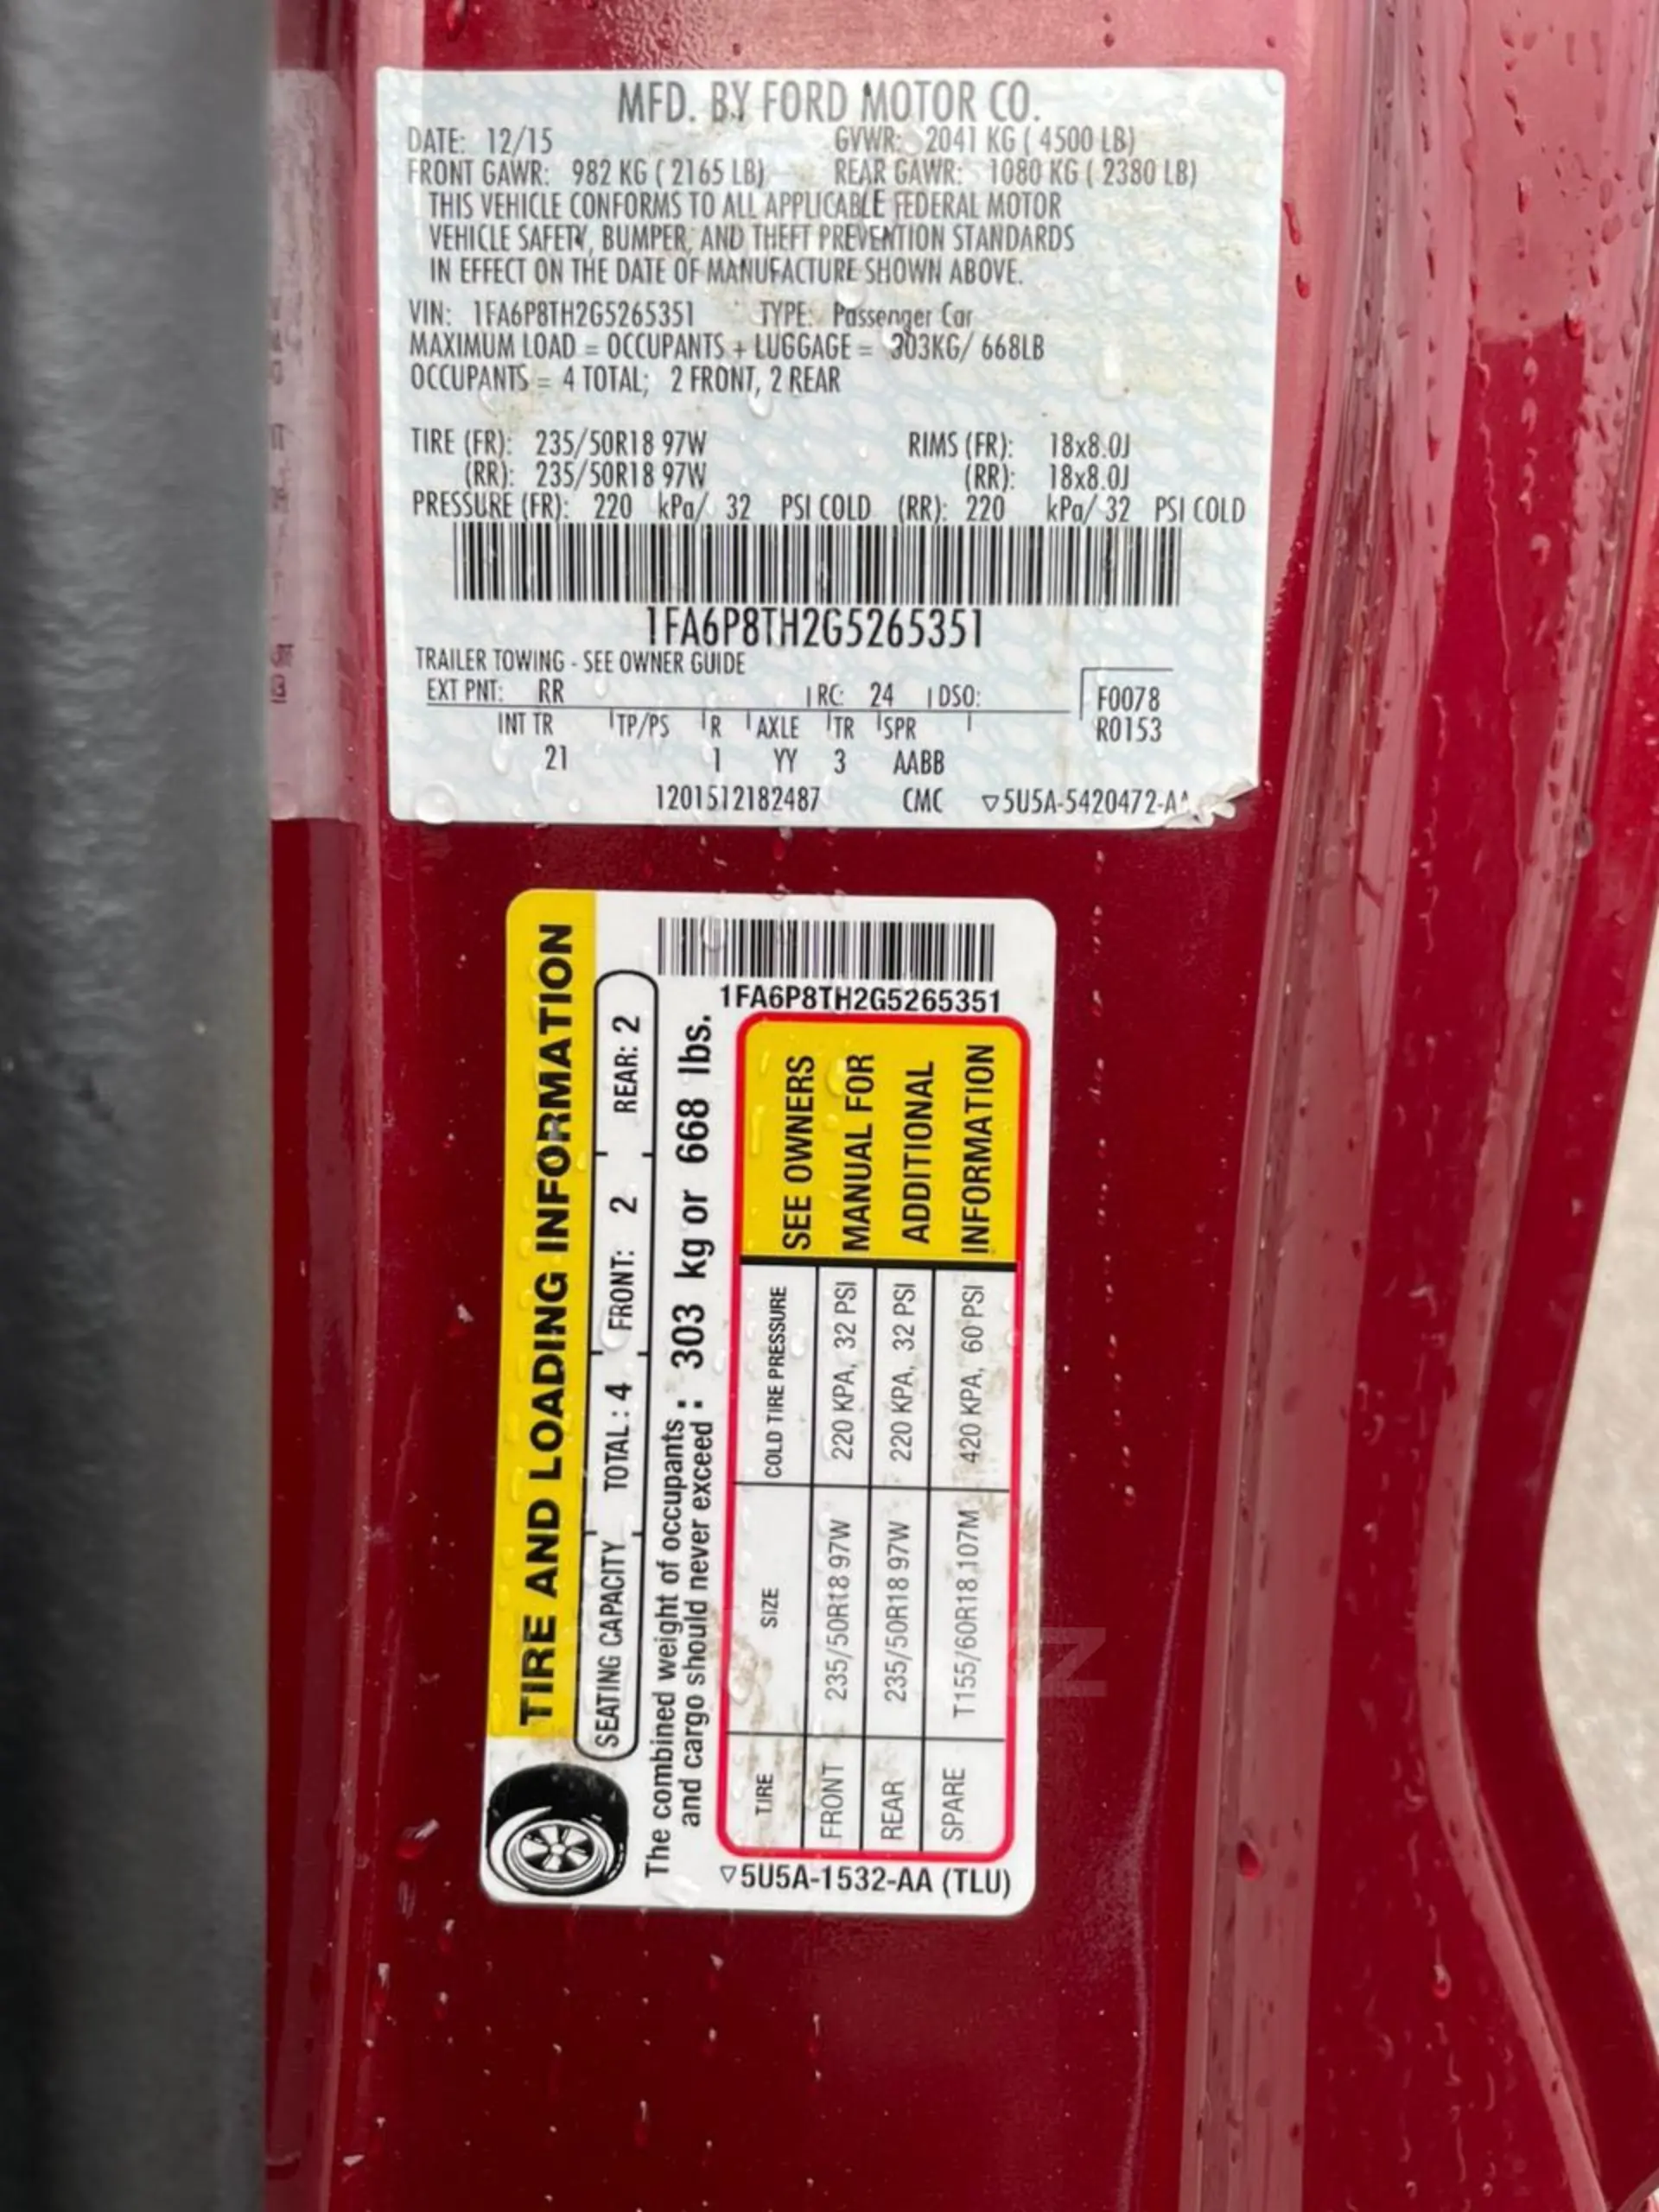 MFD. BY FORD MOTOR CO.
DATE: 12/15 GVWR: 2041 KG ( 4500 LB)
FRONT GAWR: 982 KG ( 2165 LB) REAR GAWR: 1080 KG ( 2380 LB)
THIS VEHICLE CONFORMS TO ALL APPLICABLE FEDERAL MOTOR
VEHICLE SAFETY, BUMPER, AND THEFT PREVENTION STANDARDS
IN EFFECT ON THE DATE OF MANUFACTURE SHOWN ABOVE.
VIN: 1FA6P8TH2G5265351 TYPE: Passenger Car
MAXIMUM LOAD = OCCUPANTS + LUGGAGE = 303KG/ 668LB
OCCUPANTS = 4 TOTAL; 2 FRONT, 2 REAR
TIRE (FR): 235/50R18 97W RIMS (FR): 18x8.0J
(RR): 235/50R18 97W (RR): 18x8.0J
PRESSURE (FR): 220 kPa/ 32 PSI COLD (RR): 220 kPa/ 32 PSI COLD
1FA6P8TH2G5265351
TRAILER TOWING - SEE OWNER GUIDE
EXT PNT: RR RC: 24 DSO: F0078
INT TR TP/PS R AXLE TR SPR R0153
21 1 YY 3 AABB
1201512182487 CMC ▽5U5A-5420472-AA
1FA6P8TH2G5265351
TIRE AND LOADING INFORMATION
SEATING CAPACITY TOTAL: 4 FRONT: 2 REAR: 2
The combined weight of occupants
and cargo should never exceed : 303 kg or 668 lbs.
TIRE SIZE COLD TIRE PRESSURE
FRONT 235/50R18 97W 220 KPA, 32 PSI
REAR 235/50R18 97W 220 KPA, 32 PSI
SPARE T155/60R18 107M 420 KPA, 60 PSI
SEE OWNERS
MANUAL FOR
ADDITIONAL
INFORMATION
▽5U5A-1532-AA (TLU)